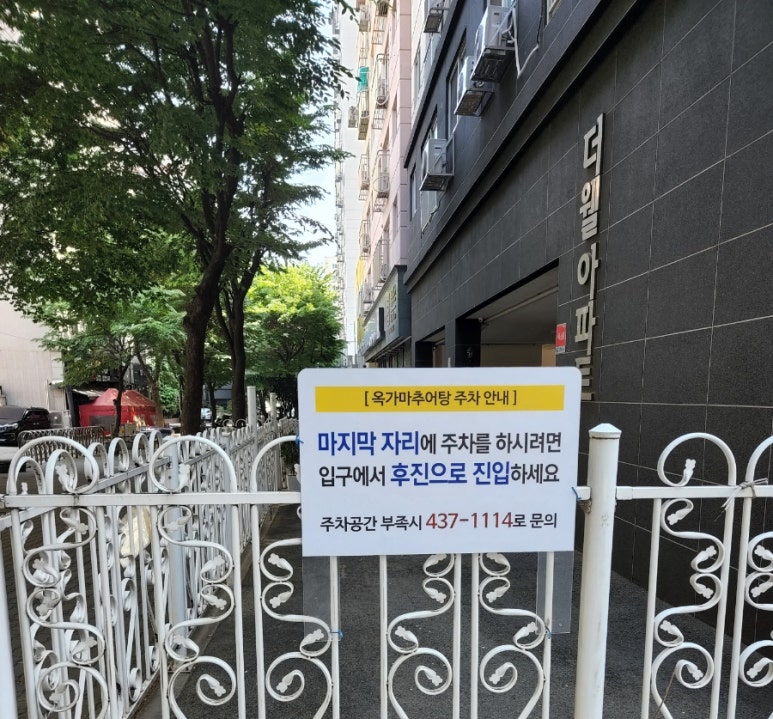 더웰아파트
[ 옥가마추어탕 주차 안내 ]
마지막 자리에 주차를 하시려면
입구에서 후진으로 진입하세요
주차공간 부족시 437-1114로 문의